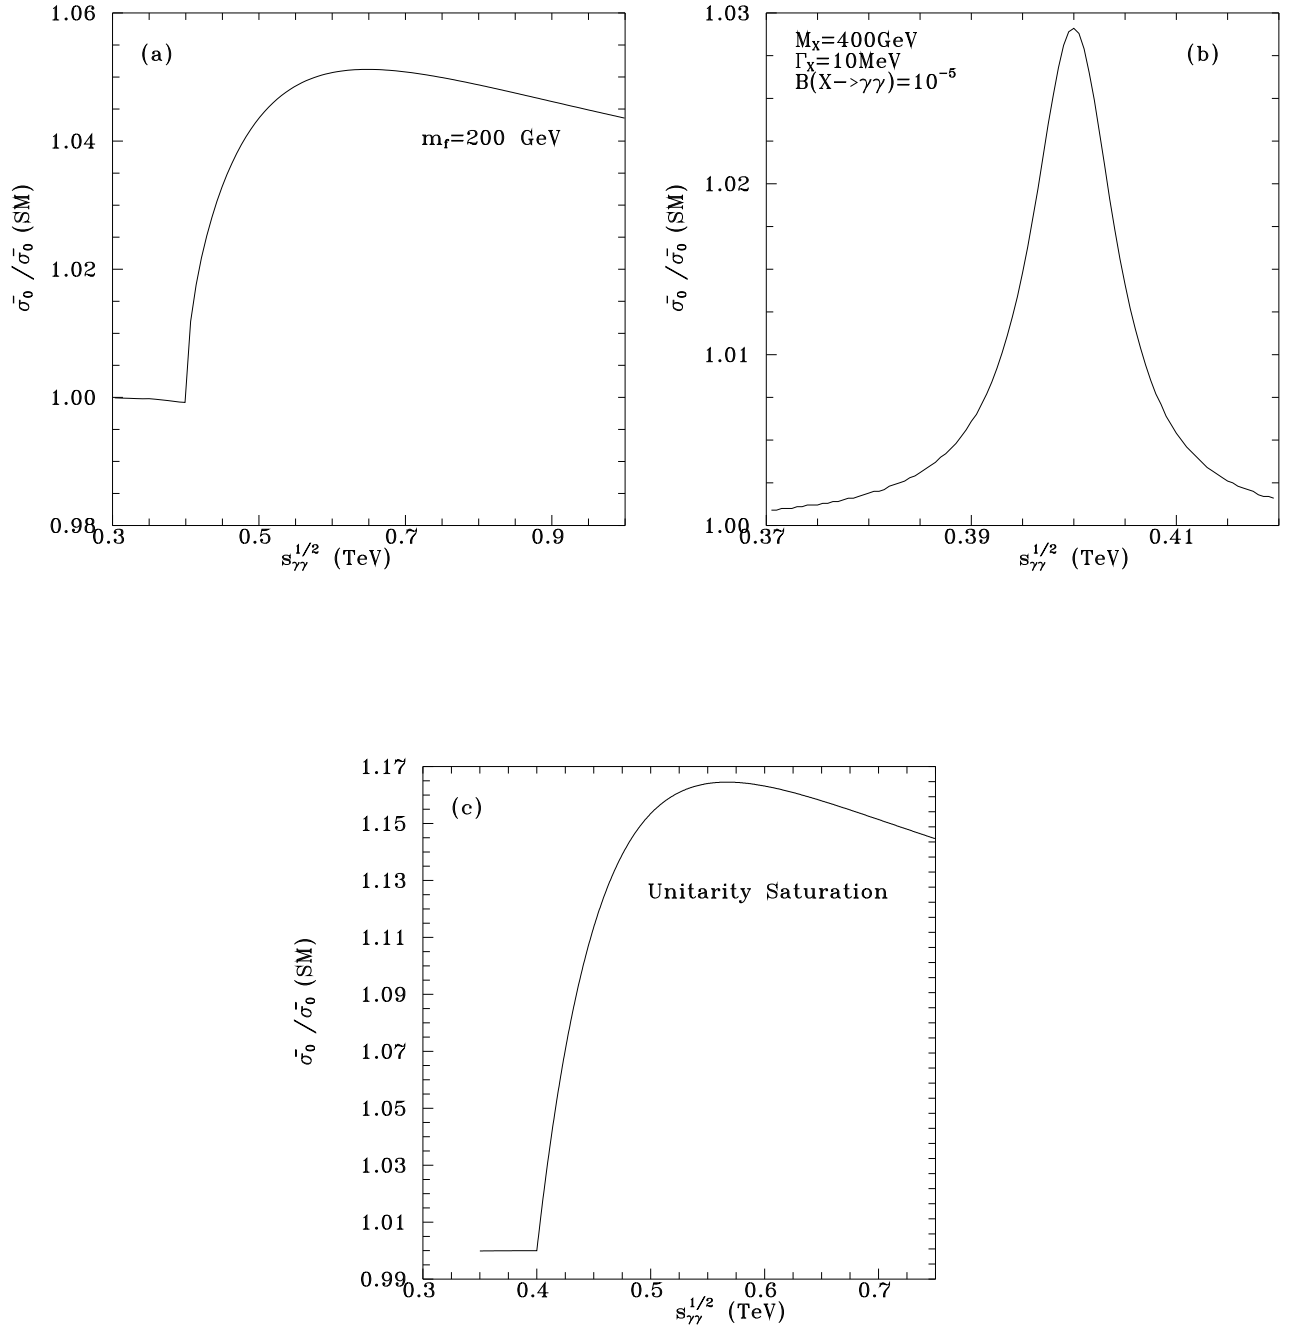 1.06
(a)
1.04
m_f=200 GeV
1.02
1.00
0.98
σ̄₀ /σ̄₀ (SM)
0.3 0.5 0.7 0.9
s_γγ^1/2 (TeV)
1.03
M_X=400GeV
Γ_X=10MeV
B(X->γγ)=10^-5
(b)
1.02
1.01
1.00
σ̄₀ /σ̄₀ (SM)
0.37 0.39 0.41
s_γγ^1/2 (TeV)
1.17
(c)
1.15
1.13
Unitarity Saturation
1.11
1.09
1.07
1.05
1.03
1.01
0.99
σ̄₀ /σ̄₀ (SM)
0.3 0.4 0.5 0.6 0.7
s_γγ^1/2 (TeV)